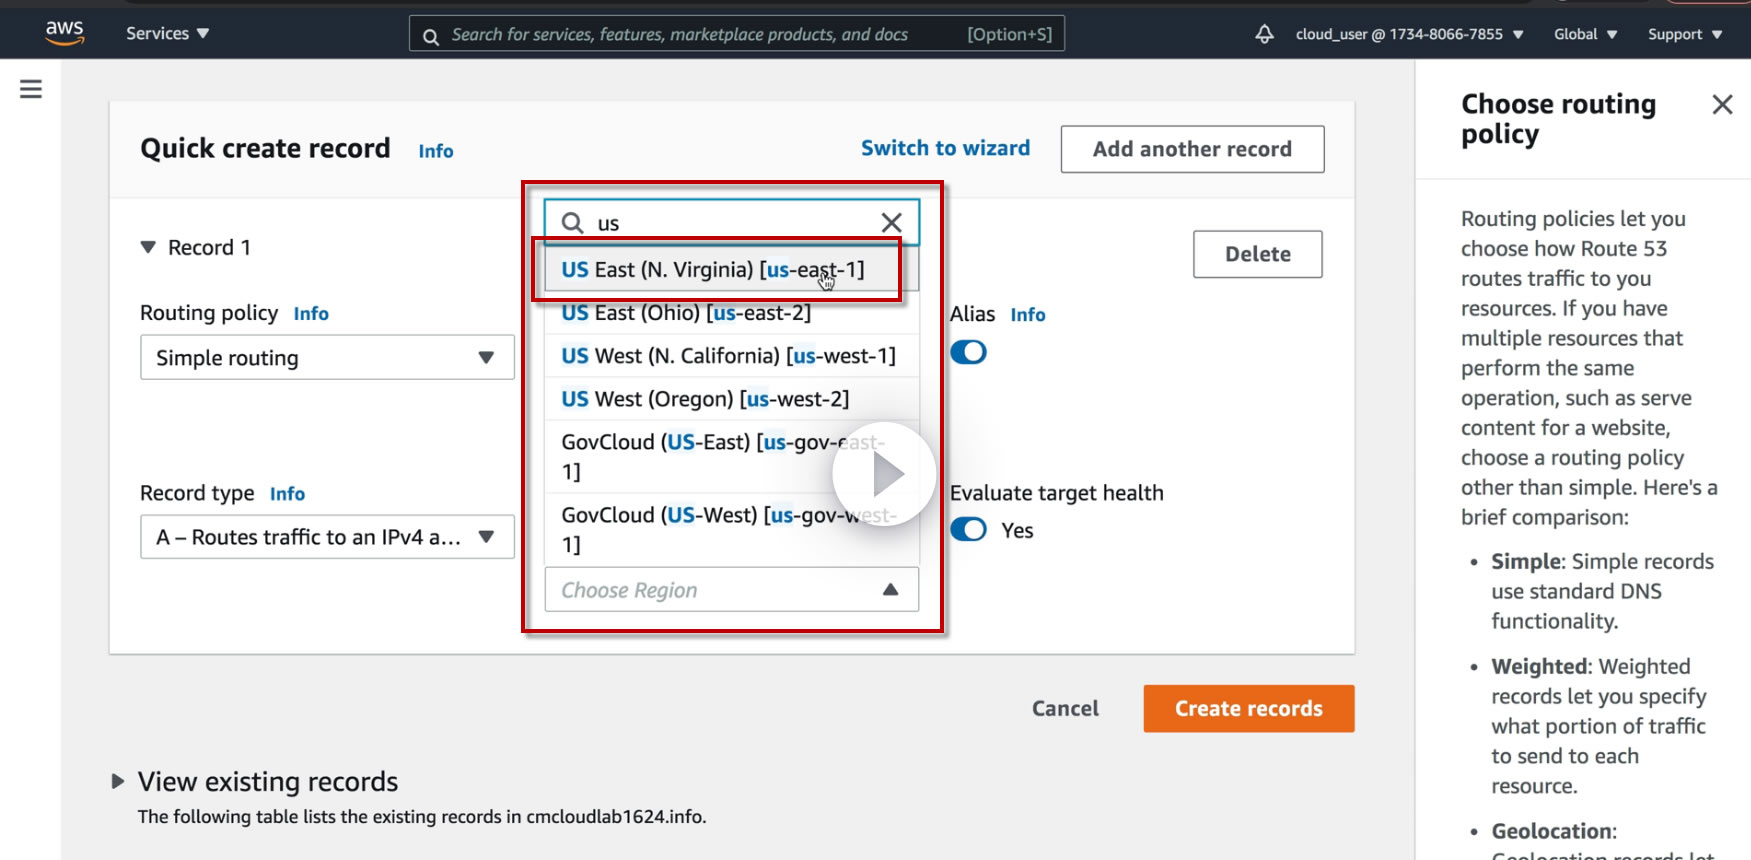 aws
Services
Search for services, features, marketplace products, and docs
[Option+S]
cloud_user @ 1734-8066-7855
Global
Support
Quick create record
Info
Switch to wizard
Add another record
Record 1
Delete
Routing policy
Info
Simple routing
us
US East (N. Virginia) [us-east-1]
US East (Ohio) [us-east-2]
US West (N. California) [us-west-1]
US West (Oregon) [us-west-2]
GovCloud (US-East) [us-gov-east-
1]
GovCloud (US-West) [us-gov-west-
1]
Choose Region
Alias
Info
Record type
Info
A – Routes traffic to an IPv4 a...
Evaluate target health
Yes
Cancel
Create records
View existing records
The following table lists the existing records in cmcloudlab1624.info.
Choose routing
policy
Routing policies let you
choose how Route 53
routes traffic to you
resources. If you have
multiple resources that
perform the same
operation, such as serve
content for a website,
choose a routing policy
other than simple. Here's a
brief comparison:
• Simple: Simple records
use standard DNS
functionality.
• Weighted: Weighted
records let you specify
what portion of traffic
to send to each
resource.
• Geolocation:
Geolocation records let